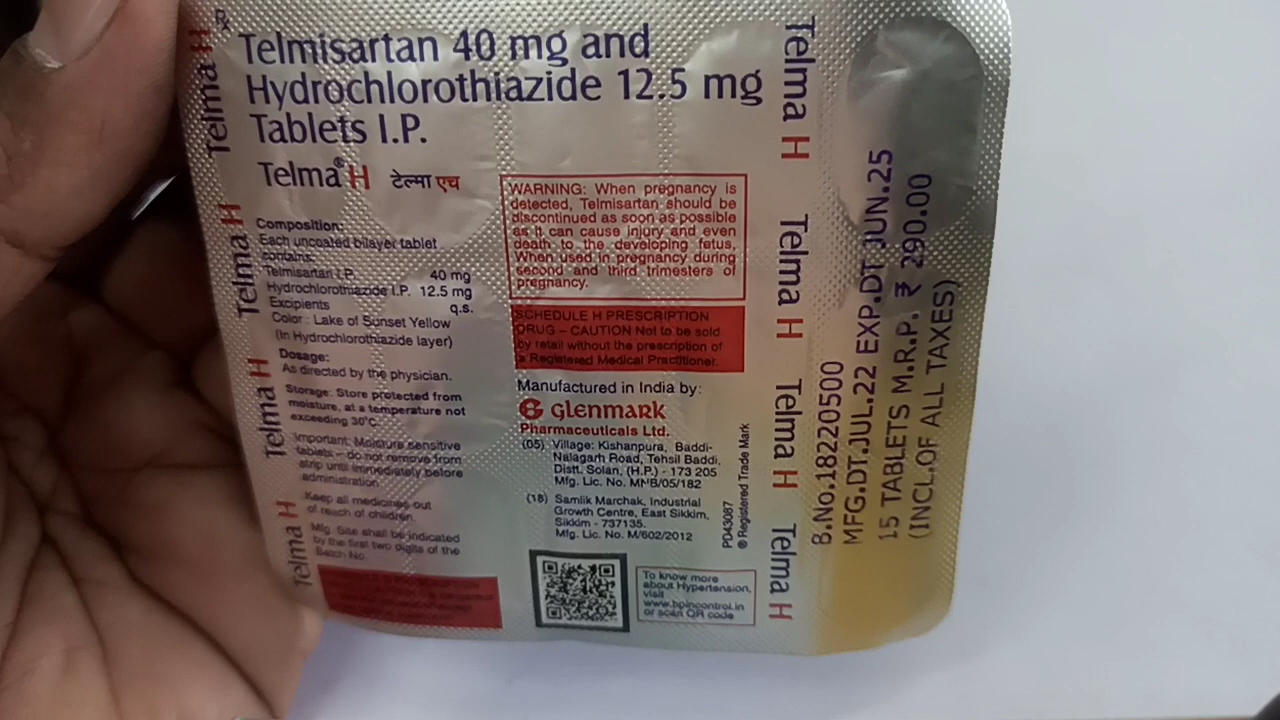 Rx
Telmisartan 40 mg and
Hydrochlorothiazide 12.5 mg
Tablets I.P.
Telma® H टेल्मा एच
Composition:
Each uncoated bilayer tablet
contains:
Telmisartan I.P. 40 mg
Hydrochlorothiazide I.P. 12.5 mg
Excipients q.s.
Color : Lake of Sunset Yellow
(In Hydrochlorothiazide layer)
Dosage:
As directed by the physician.
Storage: Store protected from
moisture, at a temperature not
exceeding 30°C.
Important: Moisture sensitive
tablets – do not remove from
strip until immediately before
administration
Keep all medicines out
of reach of children.
Mfg. Site shall be indicated
by the first two digits of the
Batch No.
WARNING: When pregnancy is
detected, Telmisartan should be
discontinued as soon as possible
as it can cause injury and even
death to the developing fetus.
When used in pregnancy during
second and third trimesters of
pregnancy.
SCHEDULE H PRESCRIPTION
DRUG – CAUTION Not to be sold
by retail without the prescription of
a Registered Medical Practitioner.
Manufactured in India by:
G glenmark
Pharmaceuticals Ltd.
(05) Village: Kishanpura, Baddi-
Nalagarh Road, Tehsil Baddi,
Distt. Solan, (H.P.) - 173 205
Mfg. Lic. No. MNB/05/182
(18) Samlik Marchak, Industrial
Growth Centre, East Sikkim,
Sikkim - 737135.
Mfg. Lic. No. M/602/2012
To know more
about Hypertension,
visit
www.bpincontrol.in
or scan QR code
PD43087
® Registered Trade Mark
Telma H
Telma H
Telma H
Telma H
Telma H
Telma H
Telma H
Telma H
B.No.18220500
MFG.DT.JUL.22 EXP.DT JUN.25
15 TABLETS M.R.P. ₹ 290.00
(INCL.OF ALL TAXES)